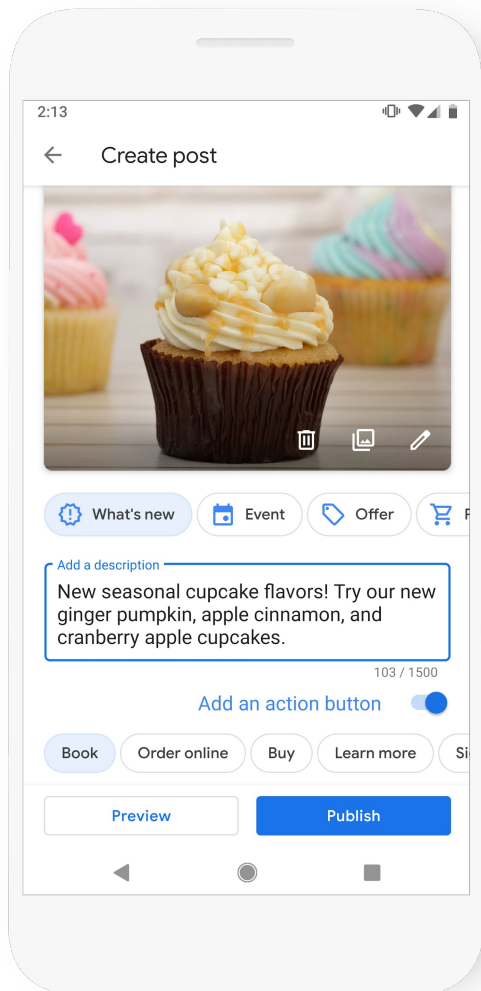 2:13
Create post
What's new Event Offer
Add a description
New seasonal cupcake flavors! Try our new
ginger pumpkin, apple cinnamon, and
cranberry apple cupcakes.
103 / 1500
Add an action button
Book Order online Buy Learn more
Preview Publish